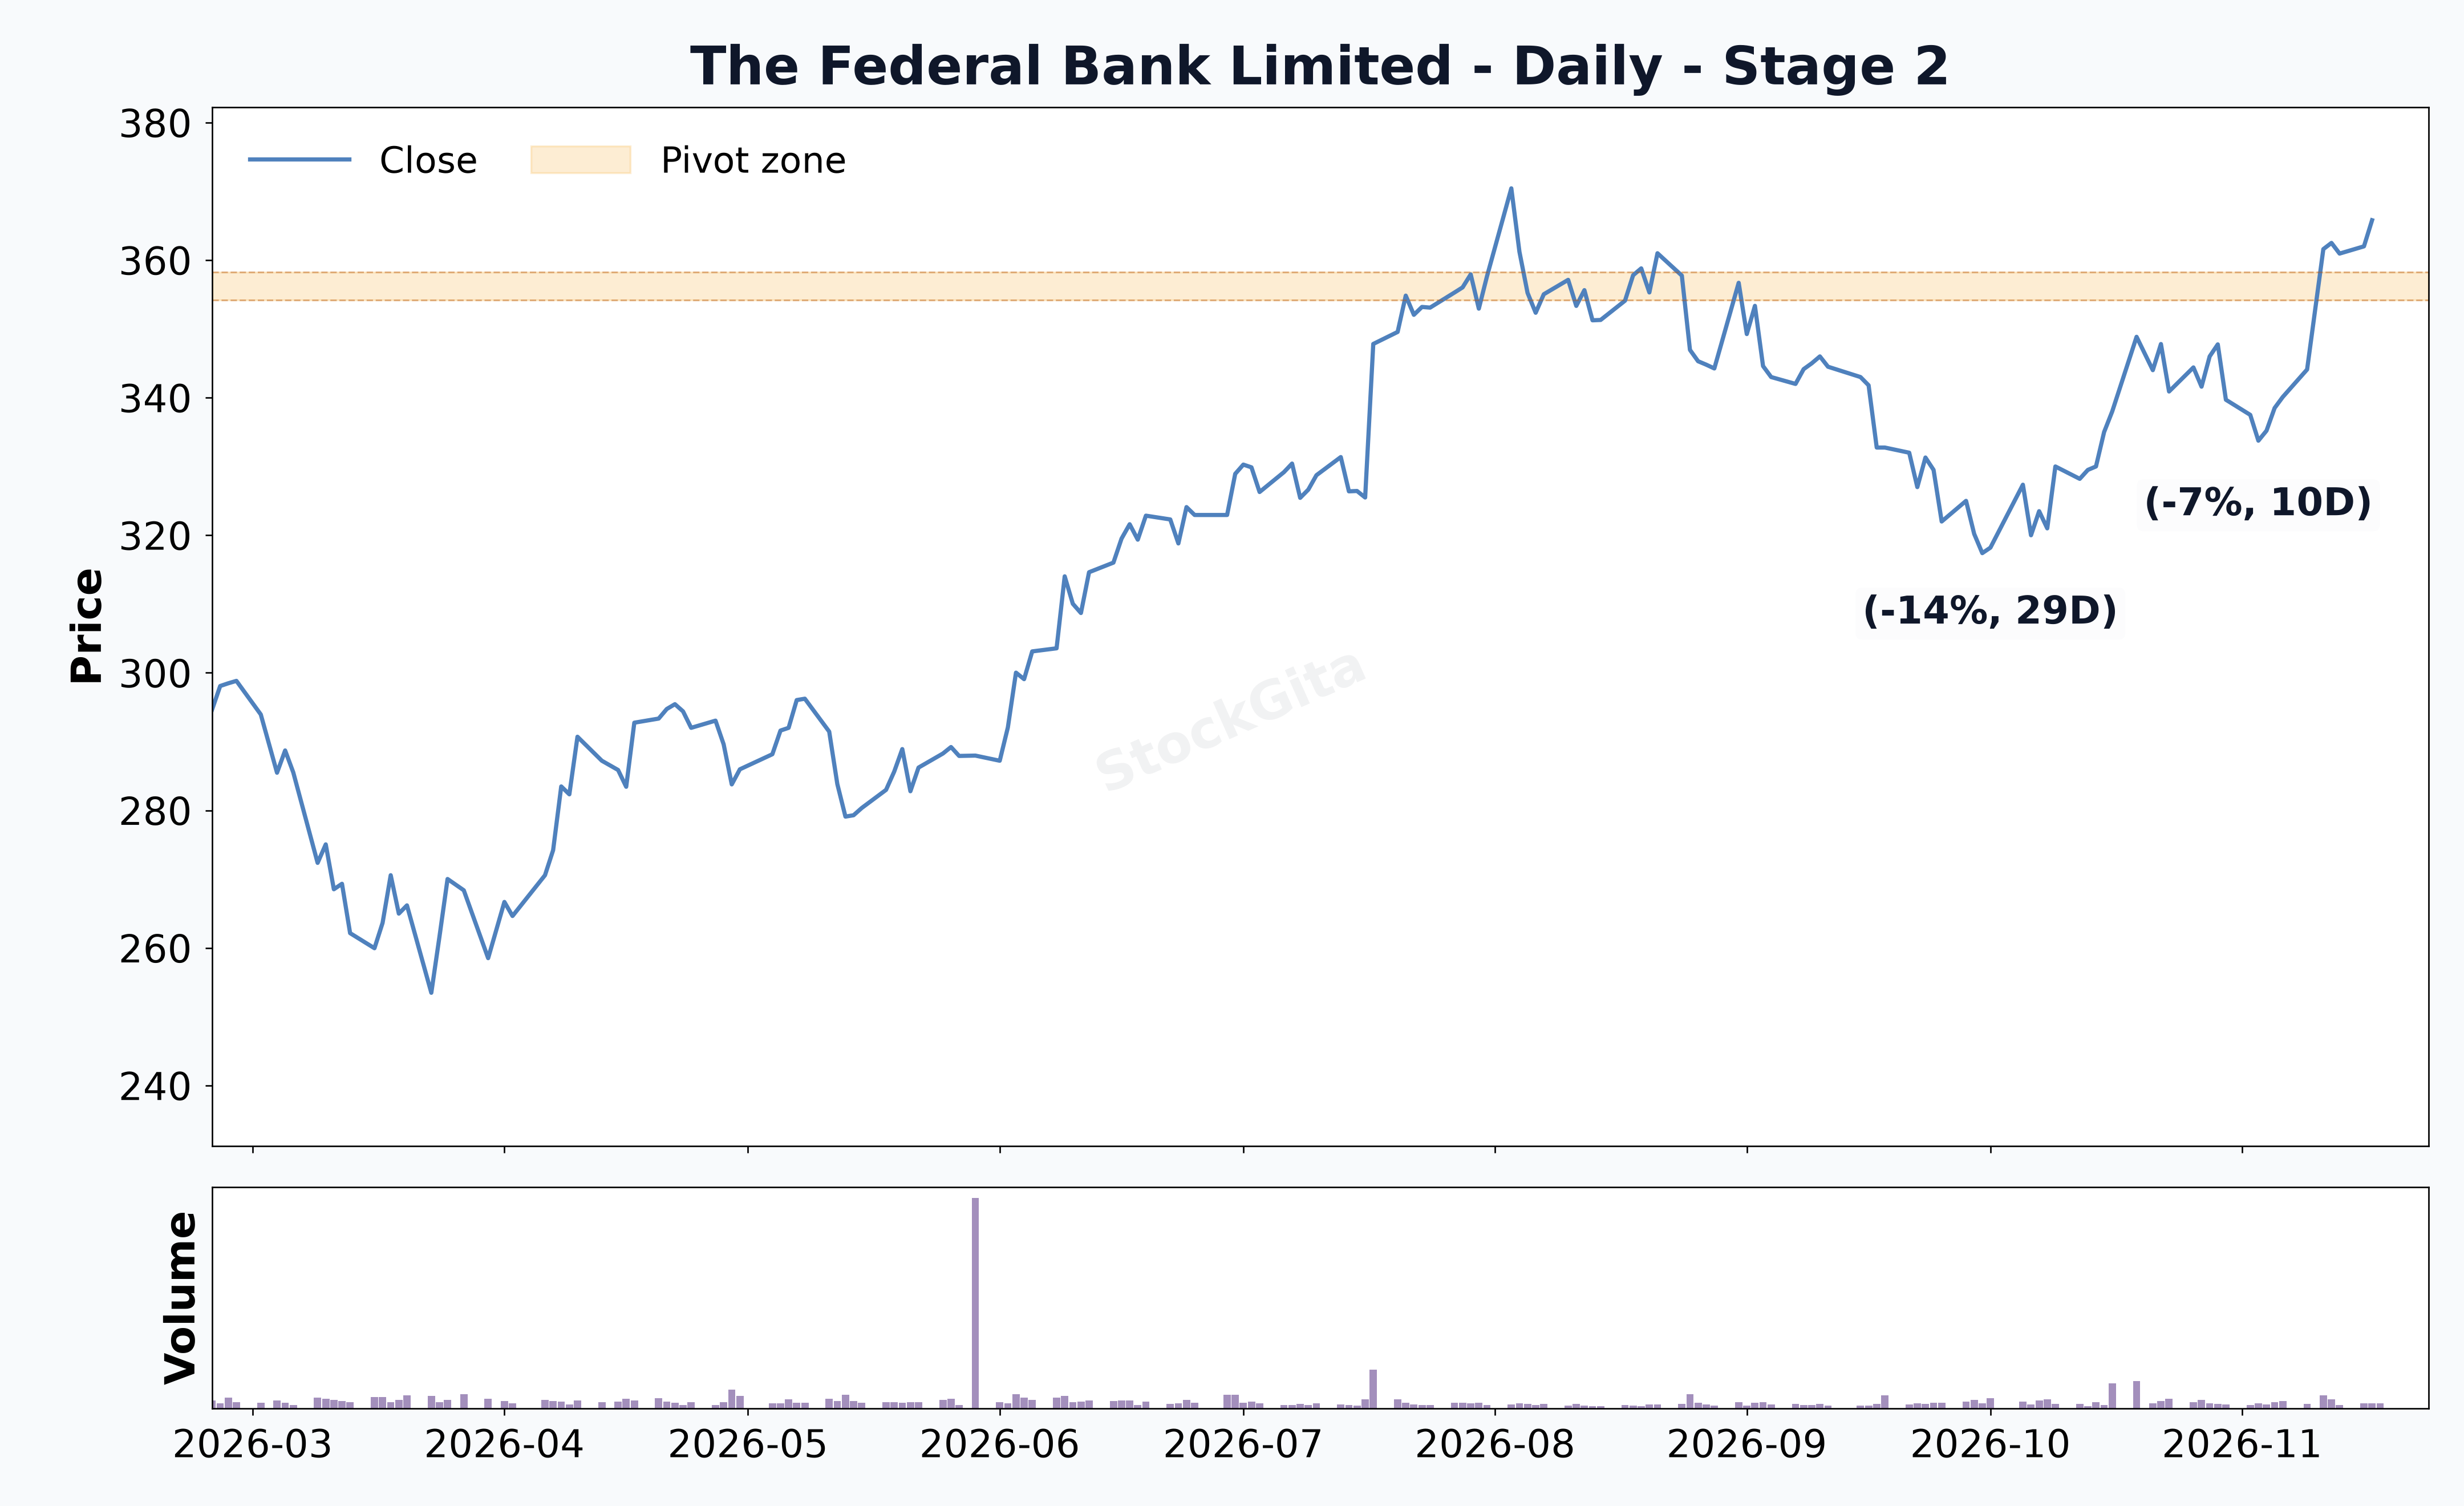 The Federal Bank Limited - Daily - Stage 2
Close
Pivot zone
380
360
340
320
300
280
260
240
Price
(-7%, 10D)
(-14%, 29D)
StockGita
Volume
2026-03
2026-04
2026-05
2026-06
2026-07
2026-08
2026-09
2026-10
2026-11